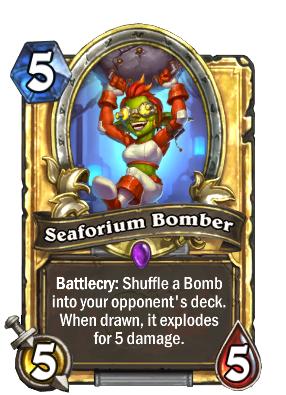 5
Seaforium Bomber
Battlecry: Shuffle a Bomb
into your opponent's deck.
When drawn, it explodes
for 5 damage.
5
5